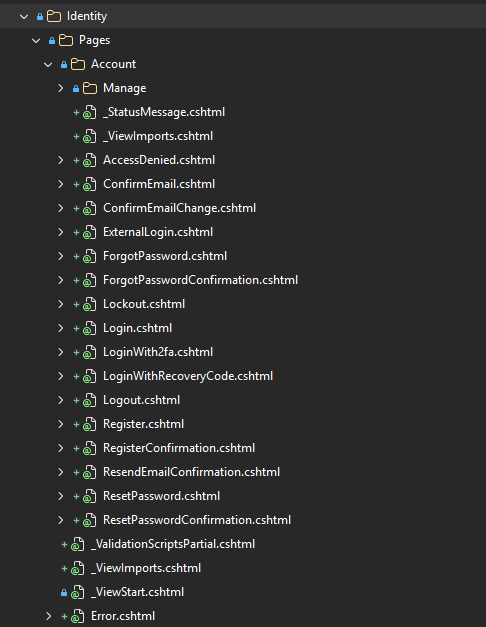 Identity
Pages
Account
Manage
_StatusMessage.cshtml
_ViewImports.cshtml
AccessDenied.cshtml
ConfirmEmail.cshtml
ConfirmEmailChange.cshtml
ExternalLogin.cshtml
ForgotPassword.cshtml
ForgotPasswordConfirmation.cshtml
Lockout.cshtml
Login.cshtml
LoginWith2fa.cshtml
LoginWithRecoveryCode.cshtml
Logout.cshtml
Register.cshtml
RegisterConfirmation.cshtml
ResendEmailConfirmation.cshtml
ResetPassword.cshtml
ResetPasswordConfirmation.cshtml
_ValidationScriptsPartial.cshtml
_ViewImports.cshtml
_ViewStart.cshtml
Error.cshtml